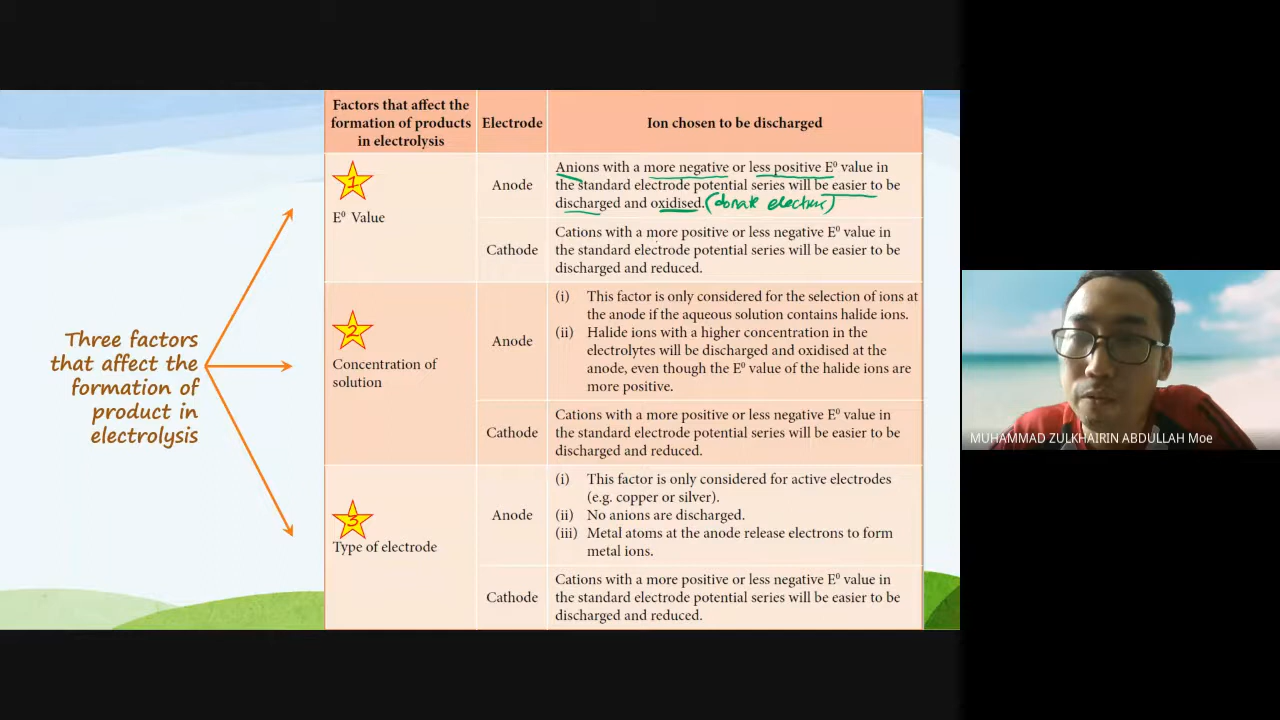 Three factors
that affect the
formation of
product in
electrolysis
Factors that affect the
formation of products
in electrolysis
Electrode
Ion chosen to be discharged
1
E⁰ Value
Anode
Anions with a more negative or less positive E⁰ value in
the standard electrode potential series will be easier to be
discharged and oxidised. (donate electron)
Cathode
Cations with a more positive or less negative E⁰ value in
the standard electrode potential series will be easier to be
discharged and reduced.
2
Concentration of
solution
Anode
(i) This factor is only considered for the selection of ions at
the anode if the aqueous solution contains halide ions.
(ii) Halide ions with a higher concentration in the
electrolytes will be discharged and oxidised at the
anode, even though the E⁰ value of the halide ions are
more positive.
Cathode
Cations with a more positive or less negative E⁰ value in
the standard electrode potential series will be easier to be
discharged and reduced.
3
Type of electrode
Anode
(i) This factor is only considered for active electrodes
(e.g. copper or silver).
(ii) No anions are discharged.
(iii) Metal atoms at the anode release electrons to form
metal ions.
Cathode
Cations with a more positive or less negative E⁰ value in
the standard electrode potential series will be easier to be
discharged and reduced.
MUHAMMAD ZULKHAIRIN ABDULLAH Moe